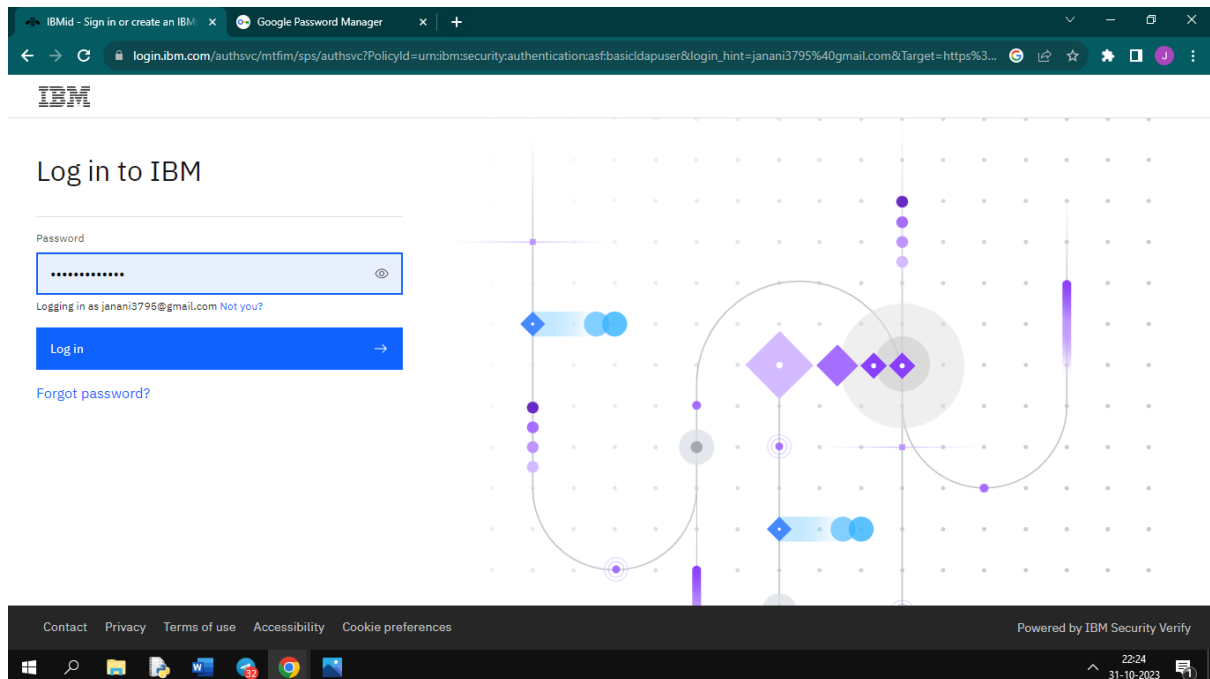 IBMid - Sign in or create an IBMi
Google Password Manager
login.ibm.com/authsvc/mtfim/sps/authsvc?PolicyId=urn:ibm:security:authentication:asf:basicldapuser&login_hint=janani3795%40gmail.com&Target=https%3...
J
IBM
Log in to IBM
Password
•••••••••••••
Logging in as janani3795@gmail.com Not you?
Log in
Forgot password?
Contact Privacy Terms of use Accessibility Cookie preferences
Powered by IBM Security Verify
32
22:24
31-10-2023
1